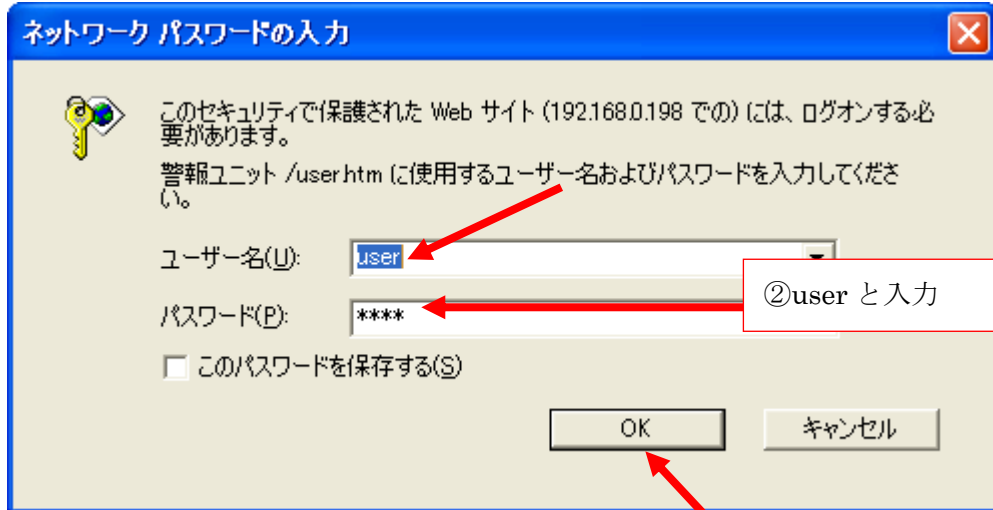 ネットワーク パスワードの入力
このセキュリティで保護された Web サイト (192.168.0.198 での) には、ログオンする必
要があります。
警報ユニット /user.htm に使用するユーザー名およびパスワードを入力してくださ
い。
ユーザー名(U):
user
②user と入力
パスワード(P):
****
このパスワードを保存する(S)
OK
キャンセル